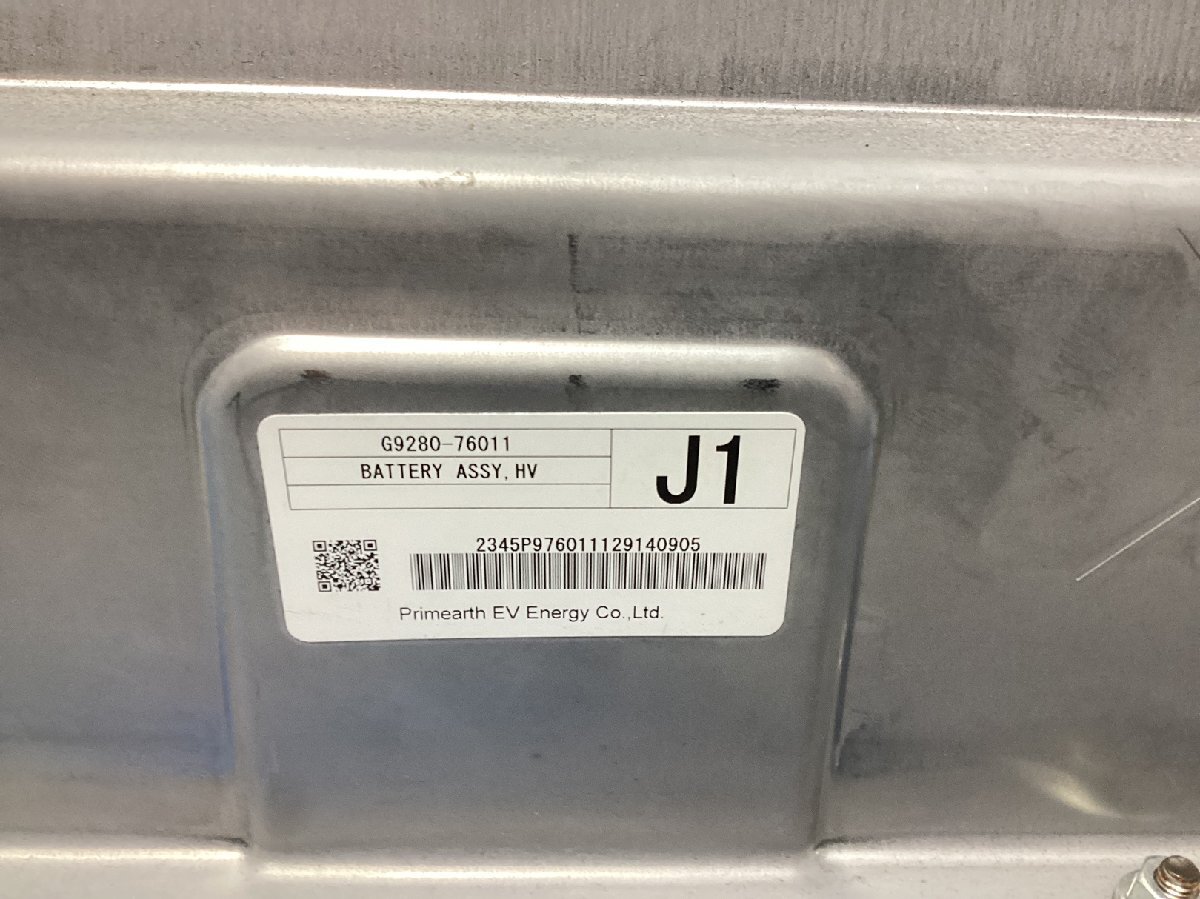 G9280-76011
BATTERY ASSY, HV
J1
2345P976011129140905
Primearth EV Energy Co.,Ltd.